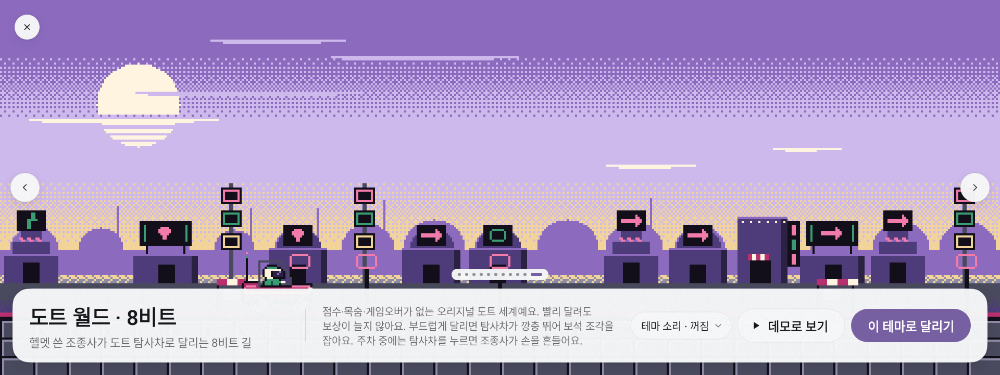 도트 월드 · 8비트
헬멧 쓴 조종사가 도트 탐사차로 달리는 8비트 길
점수·목숨·게임오버가 없는 오리지널 도트 세계예요. 빨리 달려도
보상이 늘지 않아요. 부드럽게 달리면 탐사차가 깡충 뛰어 보석 조각을
잡아요. 주차 중에는 탐사차를 누르면 조종사가 손을 흔들어요.
테마 소리 · 꺼짐
데모로 보기
이 테마로 달리기